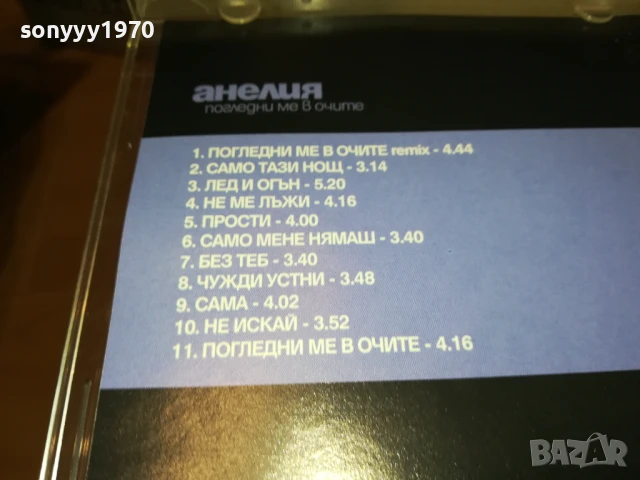 sonyyy1970
анелия
погледни ме в очите
1. ПОГЛЕДНИ МЕ В ОЧИТЕ remix - 4.44
2. САМО ТАЗИ НОЩ - 3.14
3. ЛЕД И ОГЪН - 5.20
4. НЕ МЕ ЛЪЖИ - 4.16
5. ПРОСТИ - 4.00
6. САМО МЕНЕ НЯМАШ - 3.40
7. БЕЗ ТЕБ - 3.40
8. ЧУЖДИ УСТНИ - 3.48
9. САМА - 4.02
10. НЕ ИСКАЙ - 3.52
11. ПОГЛЕДНИ МЕ В ОЧИТЕ - 4.16
BAZAR